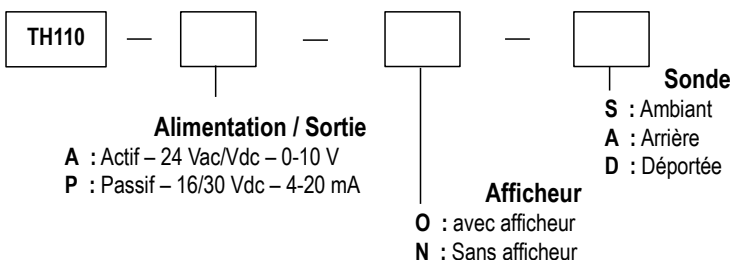 TH110 — — —
Sonde
S : Ambiant
A : Arrière
D : Déportée
Alimentation / Sortie
A : Actif – 24 Vac/Vdc – 0-10 V
P : Passif – 16/30 Vdc – 4-20 mA
Afficheur
O : avec afficheur
N : Sans afficheur